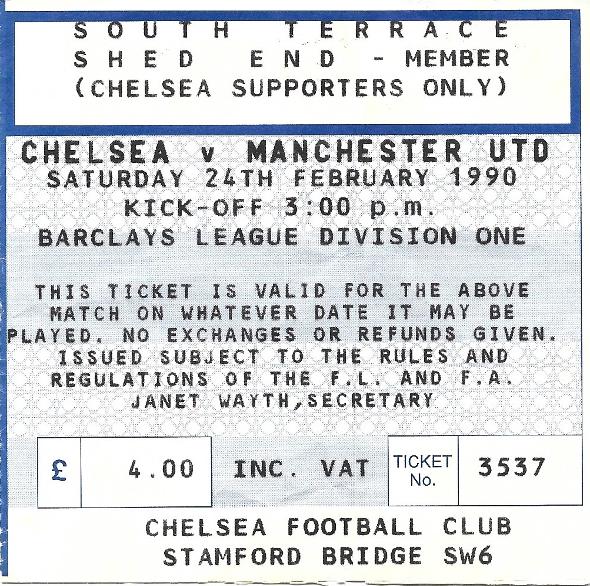 SOUTH TERRACE
SHED END - MEMBER
(CHELSEA SUPPORTERS ONLY)
CHELSEA v MANCHESTER UTD
SATURDAY 24TH FEBRUARY 1990
KICK-OFF 3:00 p.m.
BARCLAYS LEAGUE DIVISION ONE
THIS TICKET IS VALID FOR THE ABOVE
MATCH ON WHATEVER DATE IT MAY BE
PLAYED. NO EXCHANGES OR REFUNDS GIVEN.
ISSUED SUBJECT TO THE RULES AND
REGULATIONS OF THE F.L. AND F.A.
JANET WAYTH,SECRETARY
£ 4.00 INC. VAT TICKET No. 3537
CHELSEA FOOTBALL CLUB
STAMFORD BRIDGE SW6